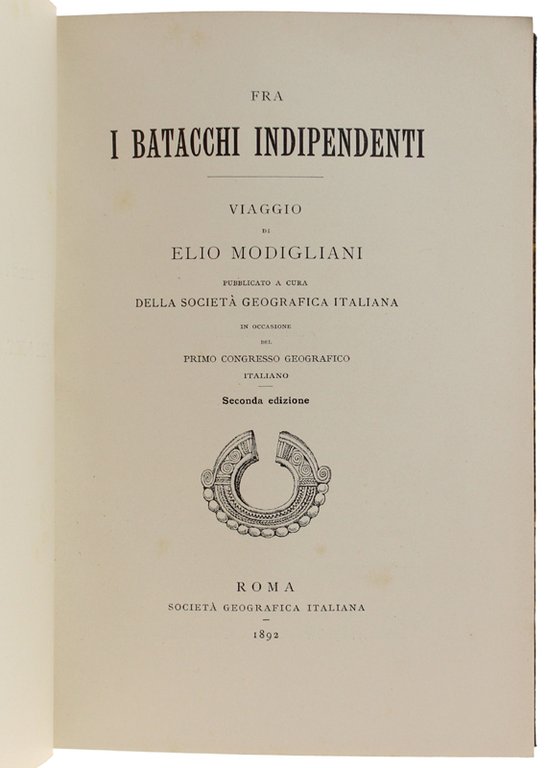 FRA
I BATACCHI INDIPENDENTI
VIAGGIO
DI
ELIO MODIGLIANI
PUBBLICATO A CURA
DELLA SOCIETÀ GEOGRAFICA ITALIANA
IN OCCASIONE
DEL
PRIMO CONGRESSO GEOGRAFICO
ITALIANO
Seconda edizione
ROMA
SOCIETÀ GEOGRAFICA ITALIANA
1892